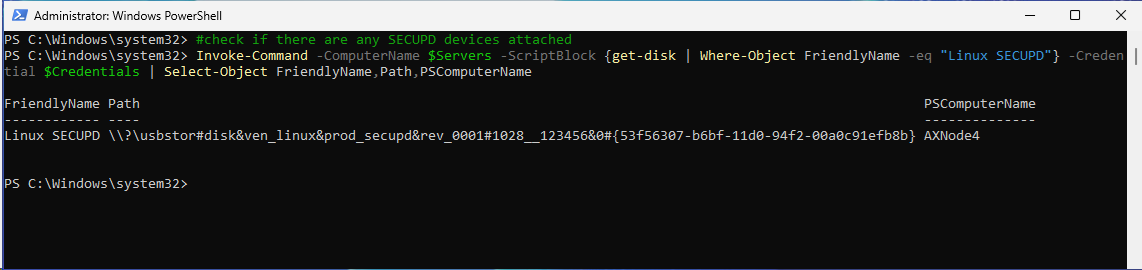 Administrator: Windows PowerShell
PS C:\Windows\system32> #check if there are any SECUPD devices attached
PS C:\Windows\system32> Invoke-Command -ComputerName $Servers -ScriptBlock {get-disk | Where-Object FriendlyName -eq "Linux SECUPD"} -Creden
tial $Credentials | Select-Object FriendlyName,Path,PSComputerName
FriendlyName Path PSComputerName
------------ ---- --------------
Linux SECUPD \\?\usbstor#disk&ven_linux&prod_secupd&rev_0001#1028__123456&0#{53f56307-b6bf-11d0-94f2-00a0c91efb8b} AXNode4
PS C:\Windows\system32>